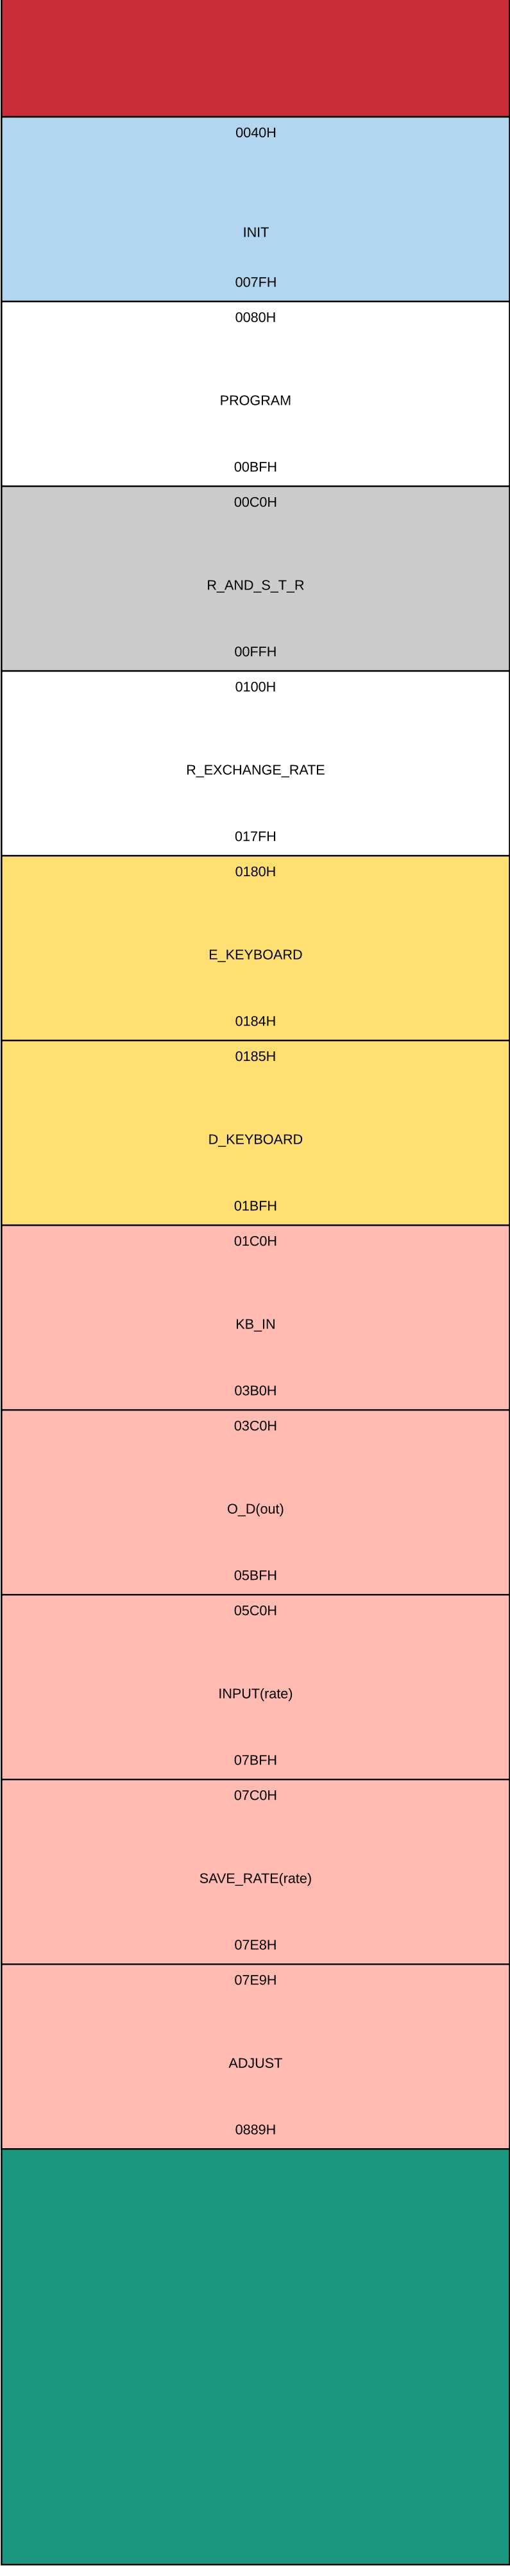 0040H
INIT
007FH
0080H
PROGRAM
00BFH
00C0H
R_AND_S_T_R
00FFH
0100H
R_EXCHANGE_RATE
017FH
0180H
E_KEYBOARD
0184H
0185H
D_KEYBOARD
01BFH
01C0H
KB_IN
03B0H
03C0H
O_D(out)
05BFH
05C0H
INPUT(rate)
07BFH
07C0H
SAVE_RATE(rate)
07E8H
07E9H
ADJUST
0889H